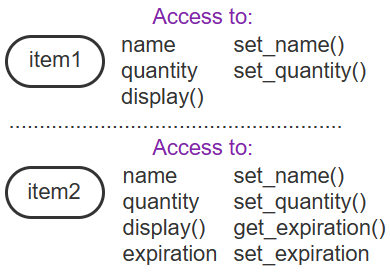 Access to:
item1
name set_name()
quantity set_quantity()
display()
Access to:
item2
name set_name()
quantity set_quantity()
display() get_expiration()
expiration set_expiration